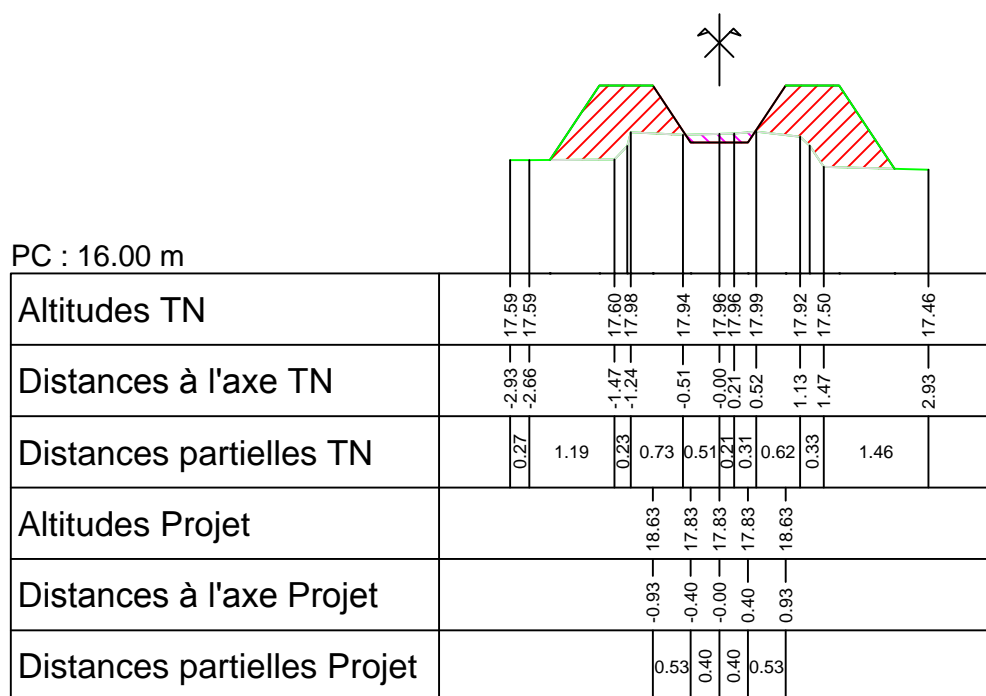 PC : 16.00 m
Altitudes TN 17.59 17.59 17.60 17.98 17.94 17.96 17.96 17.99 17.92 17.50 17.46
Distances à l'axe TN -2.93 -2.66 -1.47 -1.24 -0.51 -0.00 0.21 0.52 1.13 1.47 2.93
Distances partielles TN 0.27 1.19 0.23 0.73 0.51 0.21 0.31 0.62 0.33 1.46
Altitudes Projet 18.63 17.83 17.83 17.83 18.63
Distances à l'axe Projet -0.93 -0.40 -0.00 0.40 0.93
Distances partielles Projet 0.53 0.40 0.40 0.53